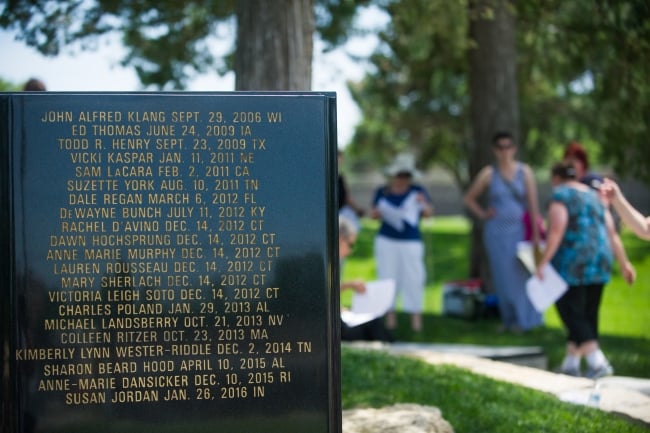 JOHN ALFRED KLANG SEPT. 29, 2006 WI
ED THOMAS JUNE 24, 2009 IA
TODD R. HENRY SEPT. 23, 2009 TX
VICKI KASPAR JAN. 11, 2011 NE
SAM LACARA FEB. 2, 2011 CA
SUZETTE YORK AUG. 10, 2011 TN
DALE REGAN MARCH 6, 2012 FL
DEWAYNE BUNCH JULY 11, 2012 KY
RACHEL D'AVINO DEC. 14, 2012 CT
DAWN HOCHSPRUNG DEC. 14, 2012 CT
ANNE MARIE MURPHY DEC. 14, 2012 CT
LAUREN ROUSSEAU DEC. 14, 2012 CT
MARY SHERLACH DEC. 14, 2012 CT
VICTORIA LEIGH SOTO DEC. 14, 2012 CT
CHARLES POLAND JAN. 29, 2013 AL
MICHAEL LANDSBERRY OCT. 21, 2013 NV
COLLEEN RITZER OCT. 23, 2013 MA
KIMBERLY LYNN WESTER-RIDDLE DEC. 2, 2014 TN
SHARON BEARD HOOD APRIL 10, 2015 AL
ANNE-MARIE DANSICKER DEC. 10, 2015 RI
SUSAN JORDAN JAN. 26, 2016 IN